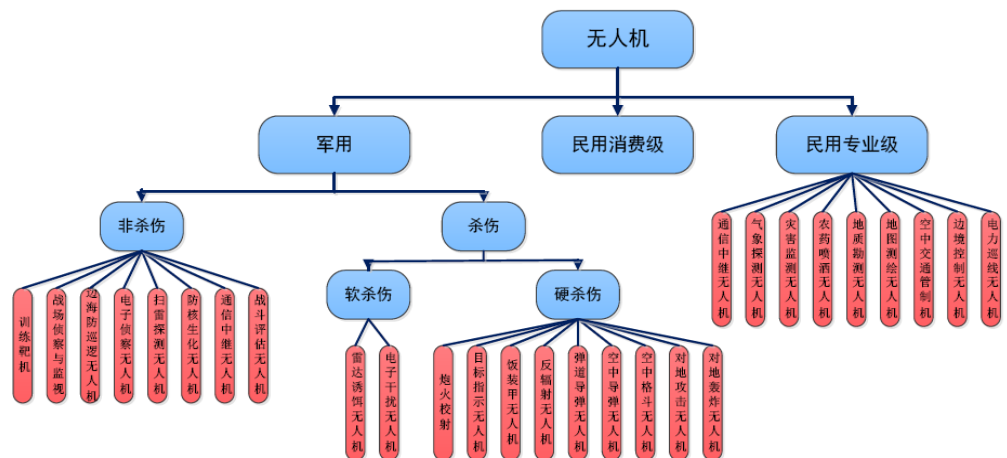 无人机
军用
民用消费级
民用专业级
非杀伤
杀伤
软杀伤
硬杀伤
训练靶机
战场侦察与监视
边海防巡逻无人机
电子侦察无人机
扫雷探测无人机
防核生化无人机
通信中继无人机
战斗评估无人机
雷达诱饵无人机
电子干扰无人机
炮火校射
目标指示无人机
饭装甲无人机
反辐射无人机
弹道导弹无人机
空中导弹无人机
空中格斗无人机
对地攻击无人机
对地轰炸无人机
通信中继无人机
气象探测无人机
灾害监测无人机
农药喷洒无人机
地质勘测无人机
地图测绘无人机
空中交通管制
边境控制无人机
电力巡线无人机